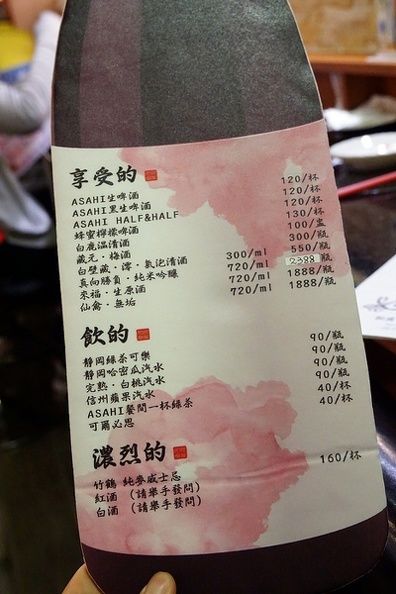 享受的
ASAHI生啤酒 120/杯
ASAHI黑生啤酒 120/杯
ASAHI HALF&HALF 120/杯
蜂蜜檸檬啤酒 130/杯
白鹿温清酒 100/盅
蔵元·梅酒 300/瓶
白壁蔵·澪·氣泡清酒 300/ml 550/瓶
真向勝負·純米吟釀 720/ml 2388 瓶
來福·生原酒 720/ml 1888/瓶
仙禽·無垢 720/ml 1888/瓶
飲的
靜岡綠茶可樂 90/瓶
靜岡哈密瓜汽水 90/瓶
完熟·白桃汽水 90/瓶
信州蘋果汽水 90/瓶
ASAHI餐間一杯綠茶 40/杯
可爾必思 40/杯
濃烈的
竹鶴 純麥威士忌 160/杯
紅酒 (請舉手發問)
白酒 (請舉手發問)